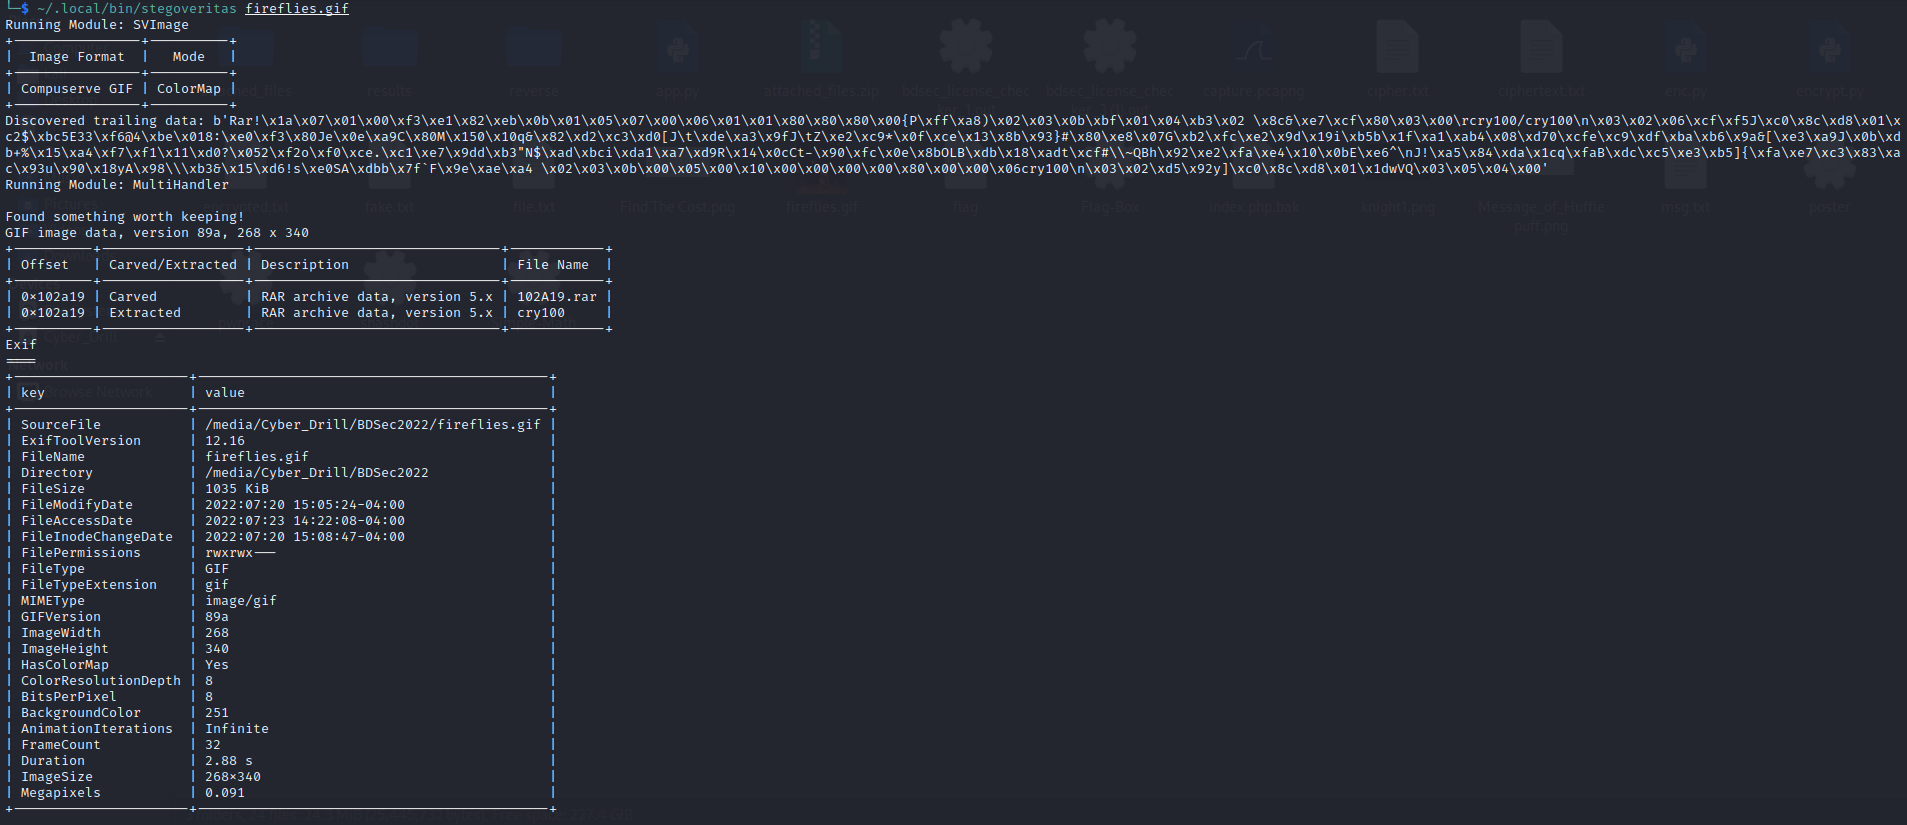 └─$ ~/.local/bin/stegoveritas fireflies.gif
Running Module: SVImage
+---------------+----------+
| Image Format | Mode |
+---------------+----------+
| Compuserve GIF | ColorMap |
+---------------+----------+
Discovered trailing data: b'Rar!\x1a\x07\x01\x00\xf3\xe1\x82\xeb\x0b\x01\x05\x07\x00\x06\x01\x01\x80\x80\x80\x00{P\xff\xa8)\x02\x03\x0b\xbf\x01\x04\xb3\x02 \x8c&\xe7\xcf\x80\x03\x00\rcry100/cry100\n\x03\x02\x06\xcf\xf5J\xc0\x8c\xd8\x01\x
c2$\xbc5E33\xf6@4\xbe\x018:\xe0\xf3\x80Je\x0e\xa9C\x80M\x150\x10q&\x82\xd2\xc3\xd0[J\t\xde\xa3\x9fJ\tZ\xe2\xc9*\x0f\xce\x13\x8b\x93}#\x80\xe8\x07G\xb2\xfc\xe2\x9d\x19i\xb5b\x1f\xa1\xab4\x08\xd70\xcfe\xc9\xdf\xba\xb6\x9a&[\xe3\xa9J\x0b\xd
b+%\x15\xa4\xf7\xf1\x11\xd0?\x052\xf2o\xf0\xce.\xc1\xe7\x9dd\xb3"N$\xad\xbci\xda1\xa7\xd9R\x14\x0cCt-\x90\xfc\x0e\x8bOLB\xdb\x18\xadt\xcf#\\~QBh\x92\xe2\xfa\xe4\x10\x0bE\xe6^\nJ!\xa5\x84\xda\x1cq\xfaB\xdc\xc5\xe3\xb5]{\xfa\xe7\xc3\x83\xa
c\x93u\x90\x18yA\x98\\\xb3&\x15\xd6!s\xe0SA\xdbb\x7f`F\x9e\xae\xa4 \x02\x03\x0b\x00\x05\x00\x10\x00\x00\x00\x00\x80\x00\x00\x06cry100\n\x03\x02\xd5\x92y]\xc0\x8c\xd8\x01\x1dwVQ\x03\x05\x04\x00'
Running Module: MultiHandler
Found something worth keeping!
GIF image data, version 89a, 268 x 340
+----------+-------------------+-------------------------------+------------+
| Offset | Carved/Extracted | Description | File Name |
+----------+-------------------+-------------------------------+------------+
| 0×102a19 | Carved | RAR archive data, version 5.x | 102A19.rar |
| 0×102a19 | Extracted | RAR archive data, version 5.x | cry100 |
+----------+-------------------+-------------------------------+------------+
Exif
====
+---------------------+--------------------------------------------+
| key | value |
+---------------------+--------------------------------------------+
| SourceFile | /media/Cyber_Drill/BDSec2022/fireflies.gif |
| ExifToolVersion | 12.16 |
| FileName | fireflies.gif |
| Directory | /media/Cyber_Drill/BDSec2022 |
| FileSize | 1035 KiB |
| FileModifyDate | 2022:07:20 15:05:24-04:00 |
| FileAccessDate | 2022:07:23 14:22:08-04:00 |
| FileInodeChangeDate | 2022:07:20 15:08:47-04:00 |
| FilePermissions | rwxrwx--- |
| FileType | GIF |
| FileTypeExtension | gif |
| MIMEType | image/gif |
| GIFVersion | 89a |
| ImageWidth | 268 |
| ImageHeight | 340 |
| HasColorMap | Yes |
| ColorResolutionDepth | 8 |
| BitsPerPixel | 8 |
| BackgroundColor | 251 |
| AnimationIterations | Infinite |
| FrameCount | 32 |
| Duration | 2.88 s |
| ImageSize | 268×340 |
| Megapixels | 0.091 |
+---------------------+--------------------------------------------+